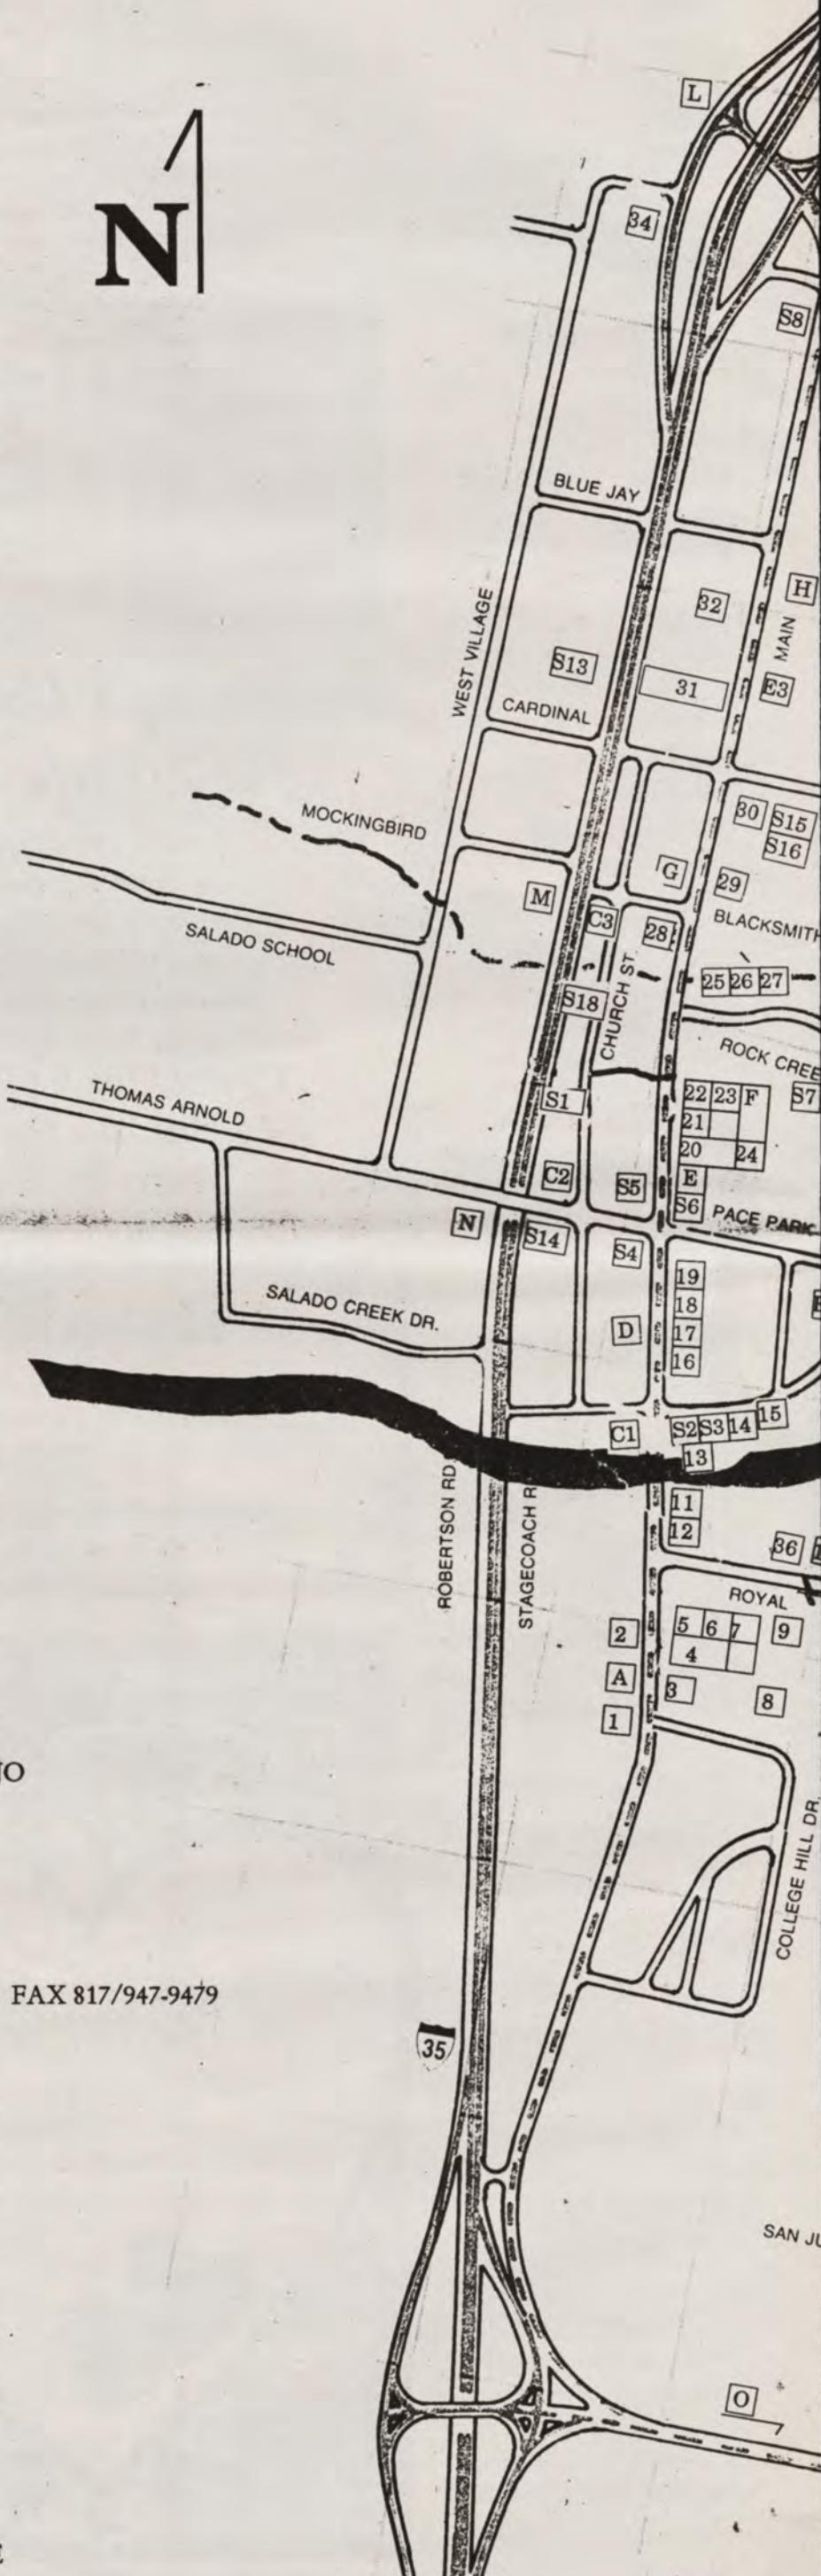 L
N
34
S8
BLUE JAY
32
H
MAIN
WEST VILLAGE
S13
31
E3
CARDINAL
MOCKINGBIRD
30 S15
S16
G
29
M
C3
28
BLACKSMITH
SALADO SCHOOL
25 26 27
S18
CHURCH ST.
ROCK CREE
22 23 F
S7
S1
21
THOMAS ARNOLD
20 24
C2
S5
E
S6
PACE PARK
N
S14
S4
19
SALADO CREEK DR.
18
D
17
16
C1
S2 S3 14 15
13
ROBERTSON RD
STAGECOACH R
11
12
36
ROYAL
2
5 6 7 9
4
A
3
8
1
JO
COLLEGE HILL DR.
FAX 817/947-9479
35
SAN JU
O
E